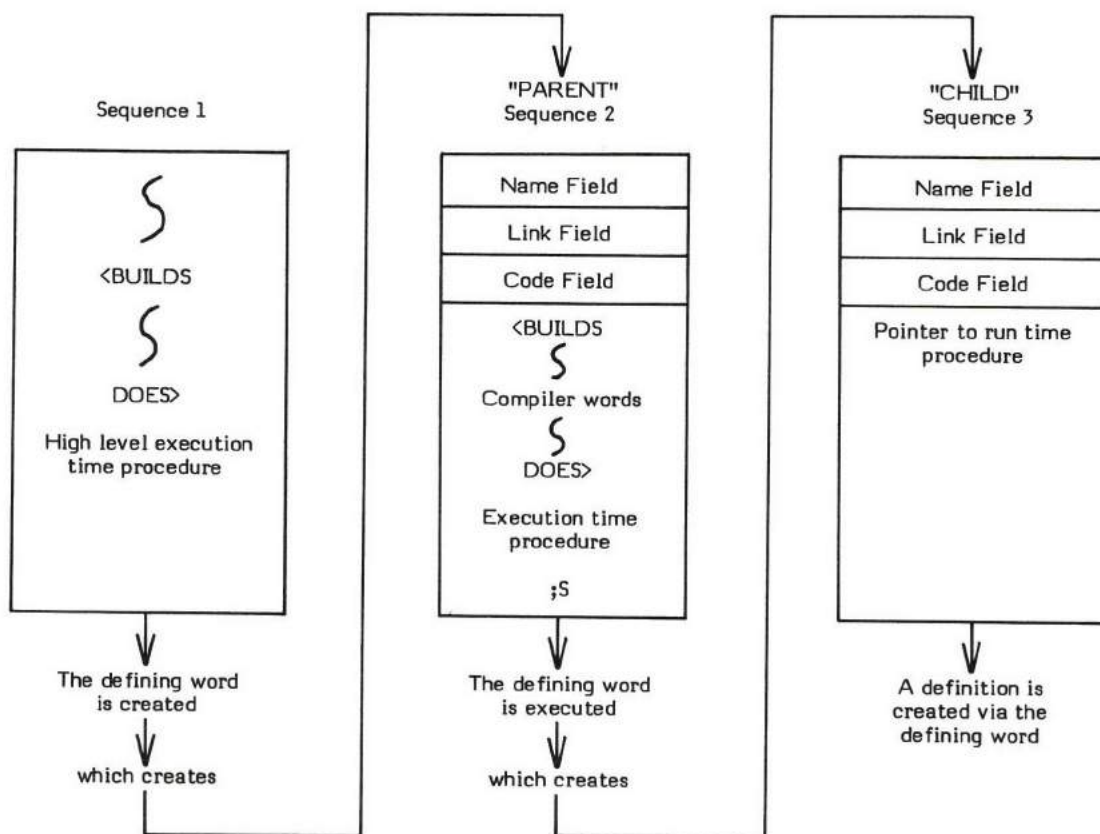 Sequence 1
<BUILDS
DOES>
High level execution
time procedure
The defining word
is created
which creates
"PARENT"
Sequence 2
Name Field
Link Field
Code Field
<BUILDS
Compiler words
DOES>
Execution time
procedure
;S
The defining word
is executed
which creates
"CHILD"
Sequence 3
Name Field
Link Field
Code Field
Pointer to run time
procedure
A definition is
created via the
defining word